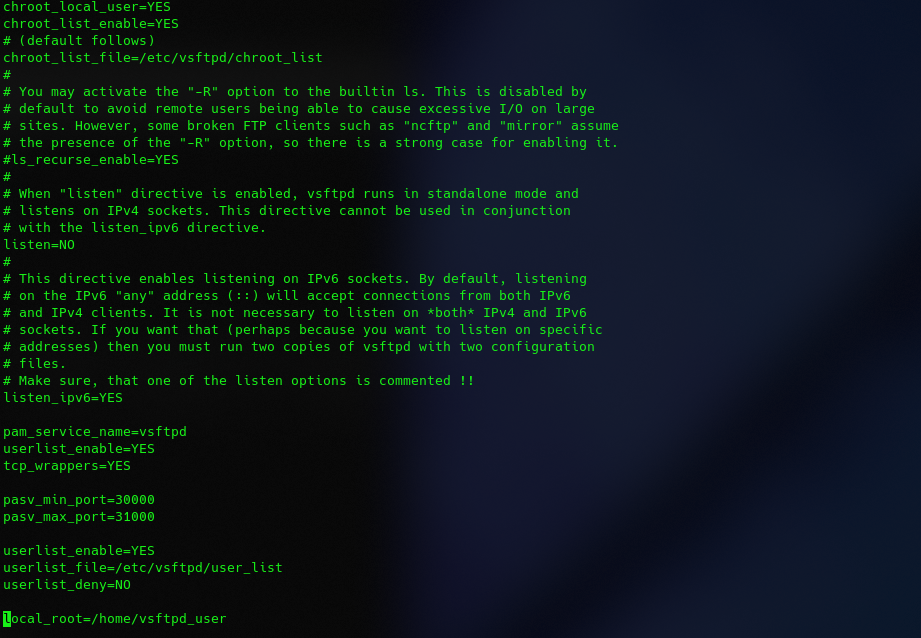 chroot_local_user=YES
chroot_list_enable=YES
# (default follows)
chroot_list_file=/etc/vsftpd/chroot_list
#
# You may activate the "-R" option to the builtin ls. This is disabled by
# default to avoid remote users being able to cause excessive I/O on large
# sites. However, some broken FTP clients such as "ncftp" and "mirror" assume
# the presence of the "-R" option, so there is a strong case for enabling it.
#ls_recurse_enable=YES
#
# When "listen" directive is enabled, vsftpd runs in standalone mode and
# listens on IPv4 sockets. This directive cannot be used in conjunction
# with the listen_ipv6 directive.
listen=NO
#
# This directive enables listening on IPv6 sockets. By default, listening
# on the IPv6 "any" address (::) will accept connections from both IPv6
# and IPv4 clients. It is not necessary to listen on *both* IPv4 and IPv6
# sockets. If you want that (perhaps because you want to listen on specific
# addresses) then you must run two copies of vsftpd with two configuration
# files.
# Make sure, that one of the listen options is commented !!
listen_ipv6=YES

pam_service_name=vsftpd
userlist_enable=YES
tcp_wrappers=YES

pasv_min_port=30000
pasv_max_port=31000

userlist_enable=YES
userlist_file=/etc/vsftpd/user_list
userlist_deny=NO

local_root=/home/vsftpd_user